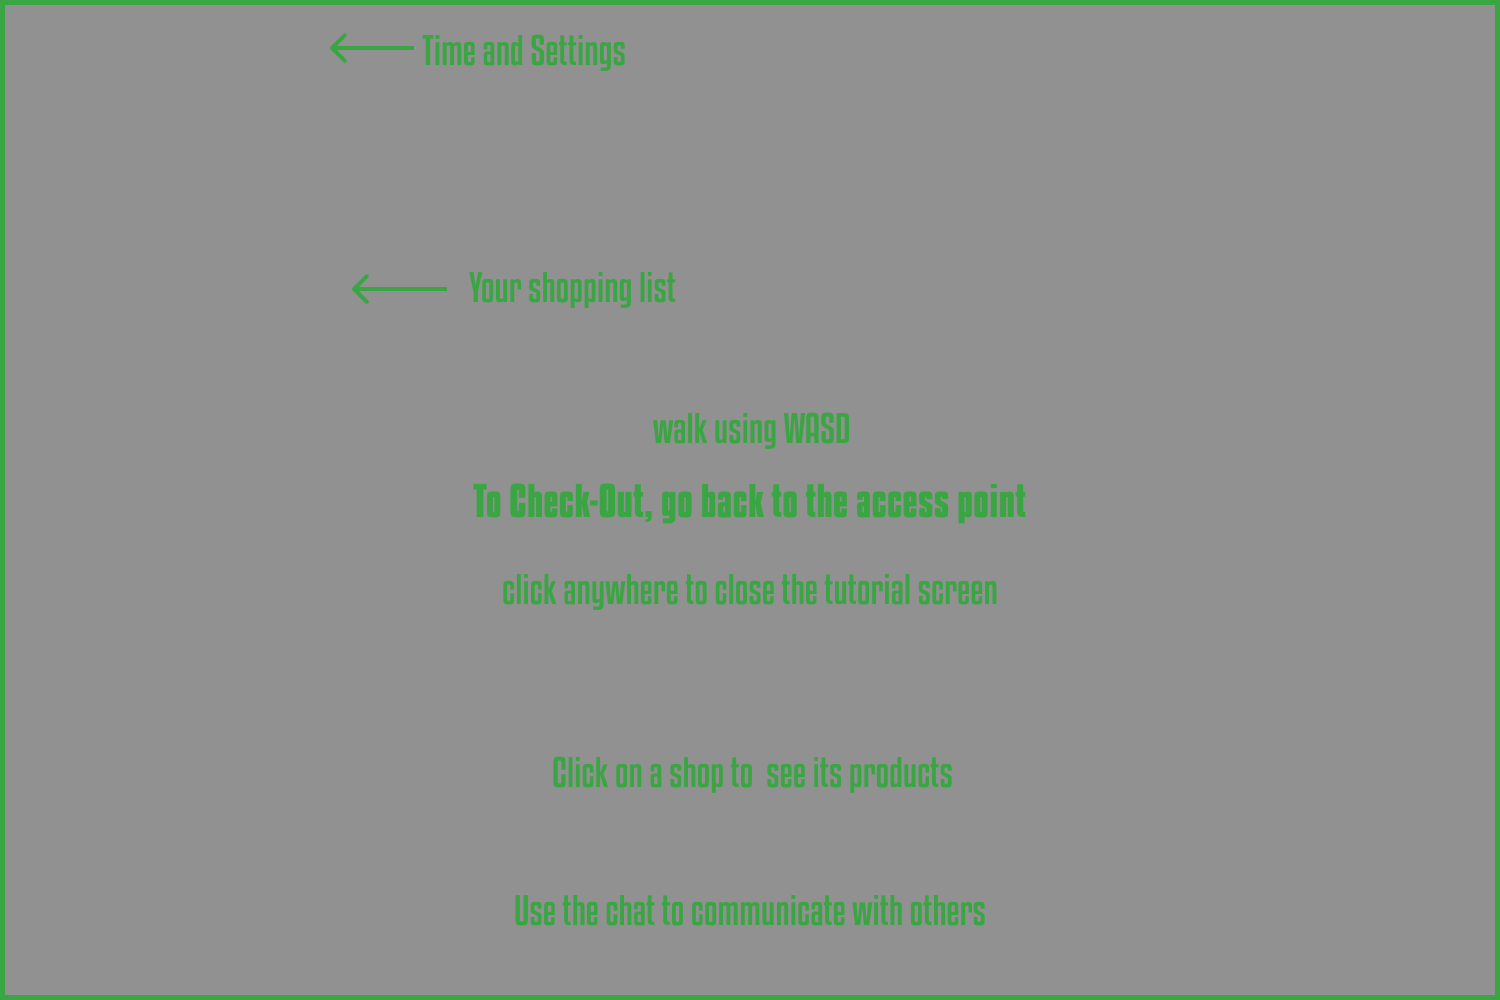 Time and Settings
Your shopping list
walk using WASD
To Check-Out, go back to the access point
click anywhere to close the tutorial screen
Click on a shop to  see its products
Use the chat to communicate with others